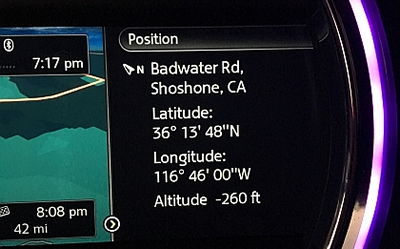 7:17 pm
8:08 pm
42 mi
Position
N Badwater Rd,
Shoshone, CA
Latitude:
36° 13' 48"N
Longitude:
116° 46' 00"W
Altitude -260 ft